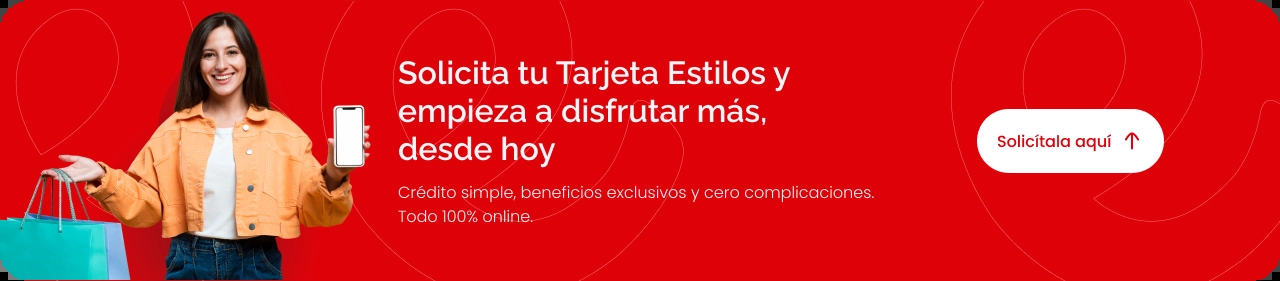 Solicita tu Tarjeta Estilos y
empieza a disfrutar más,
desde hoy
Crédito simple, beneficios exclusivos y cero complicaciones.
Todo 100% online.
Solicítala aquí